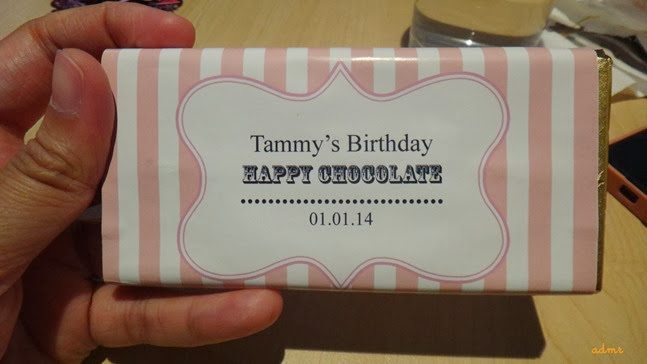 Tammy's Birthday
HAPPY CHOCOLATE
01.01.14
admr